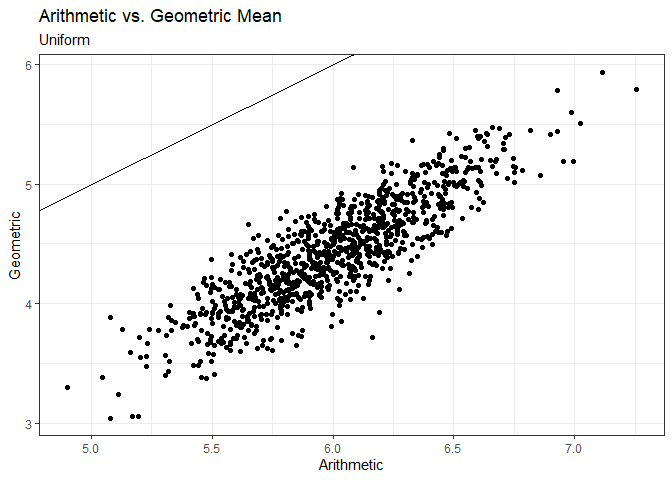 Arithmetic vs. Geometric Mean
Uniform
6
5
4
3
Geometric
5.0 5.5 6.0 6.5 7.0
Arithmetic